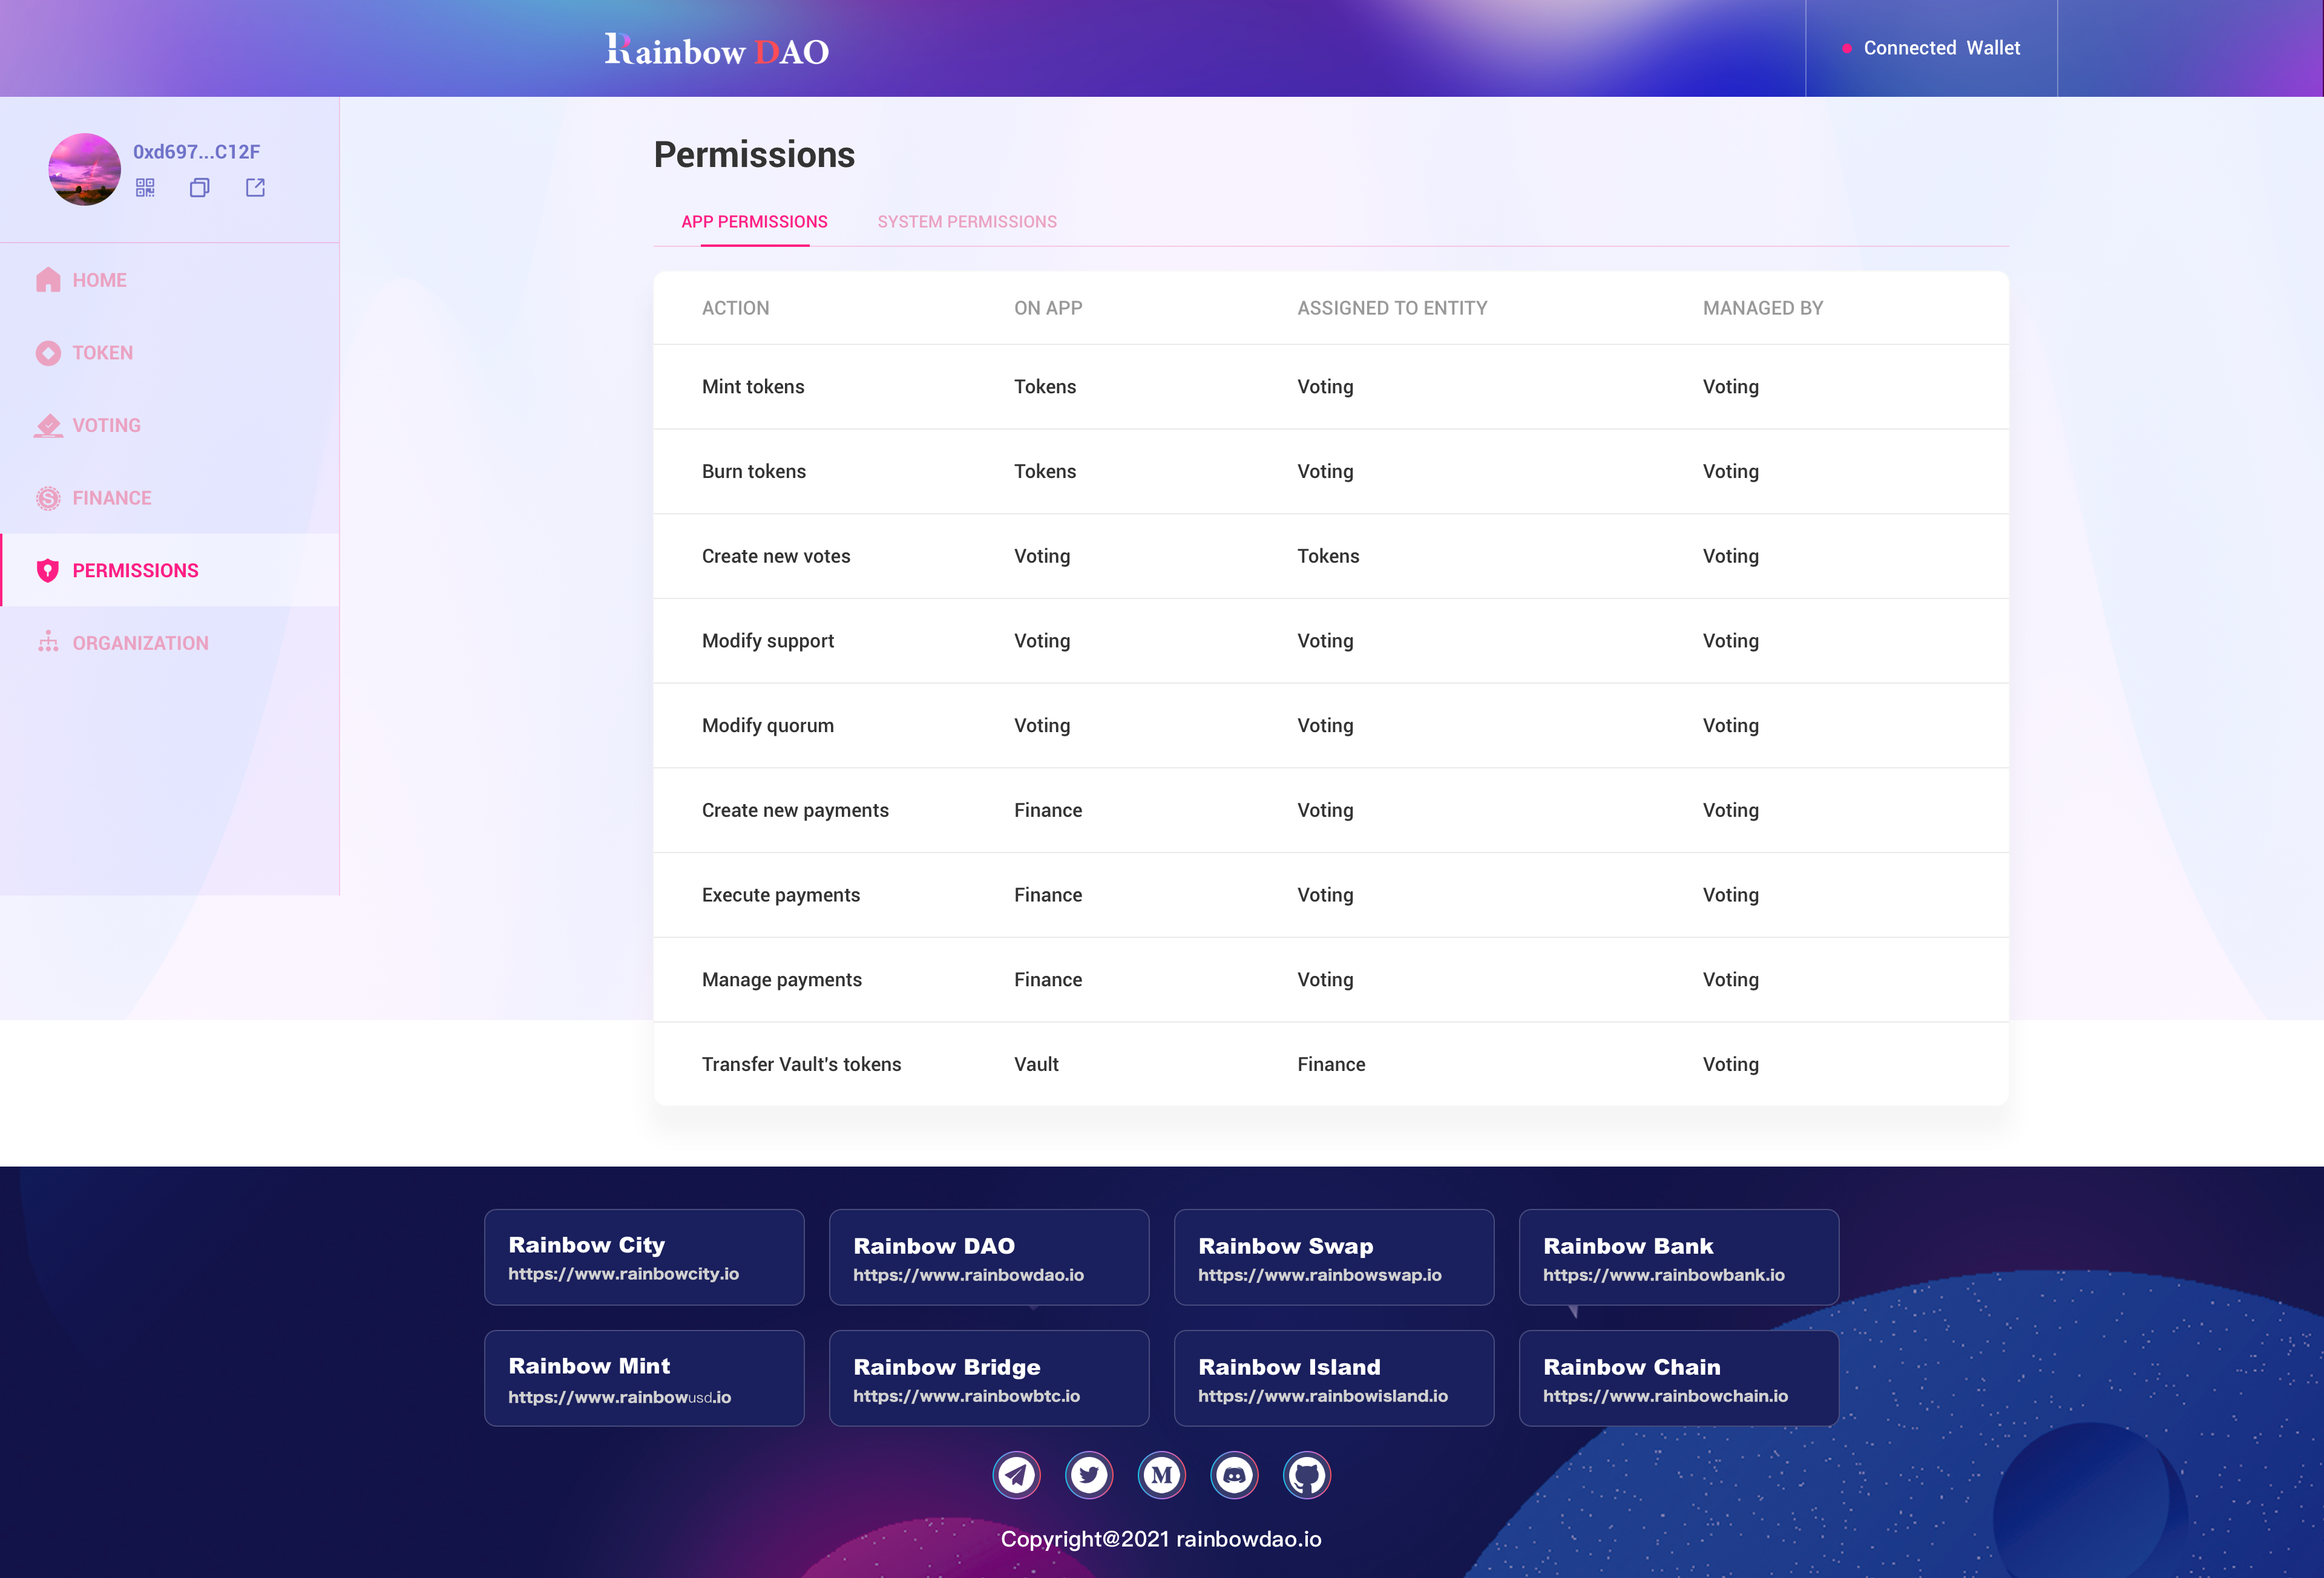 Rainbow DAO
Connected Wallet
0xd697...C12F
HOME
TOKEN
VOTING
FINANCE
PERMISSIONS
ORGANIZATION
Permissions
APP PERMISSIONS SYSTEM PERMISSIONS
ACTION ON APP ASSIGNED TO ENTITY MANAGED BY
Mint tokens Tokens Voting Voting
Burn tokens Tokens Voting Voting
Create new votes Voting Tokens Voting
Modify support Voting Voting Voting
Modify quorum Voting Voting Voting
Create new payments Finance Voting Voting
Execute payments Finance Voting Voting
Manage payments Finance Voting Voting
Transfer Vault's tokens Vault Finance Voting
Rainbow City
https://www.rainbowcity.io
Rainbow DAO
https://www.rainbowdao.io
Rainbow Swap
https://www.rainbowswap.io
Rainbow Bank
https://www.rainbowbank.io
Rainbow Mint
https://www.rainbowusd.io
Rainbow Bridge
https://www.rainbowbtc.io
Rainbow Island
https://www.rainbowisland.io
Rainbow Chain
https://www.rainbowchain.io
Copyright@2021 rainbowdao.io